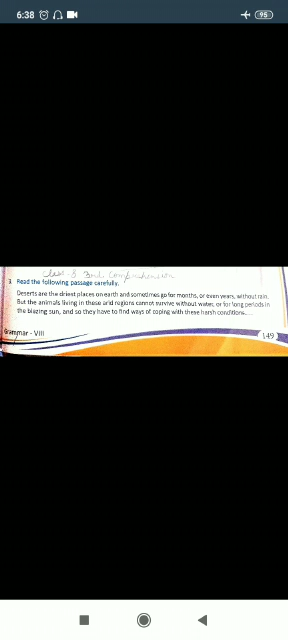 6:38 95
Class-8 3rd Comprehension
3. Read the following passage carefully.
Deserts are the driest places on earth and sometimes go for months, or even years, without rain.
But the animals living in these arid regions cannot survive without water, or for long periods in
the blazing sun, and so they have to find ways of coping with these harsh conditions.
Grammar - VIII
149